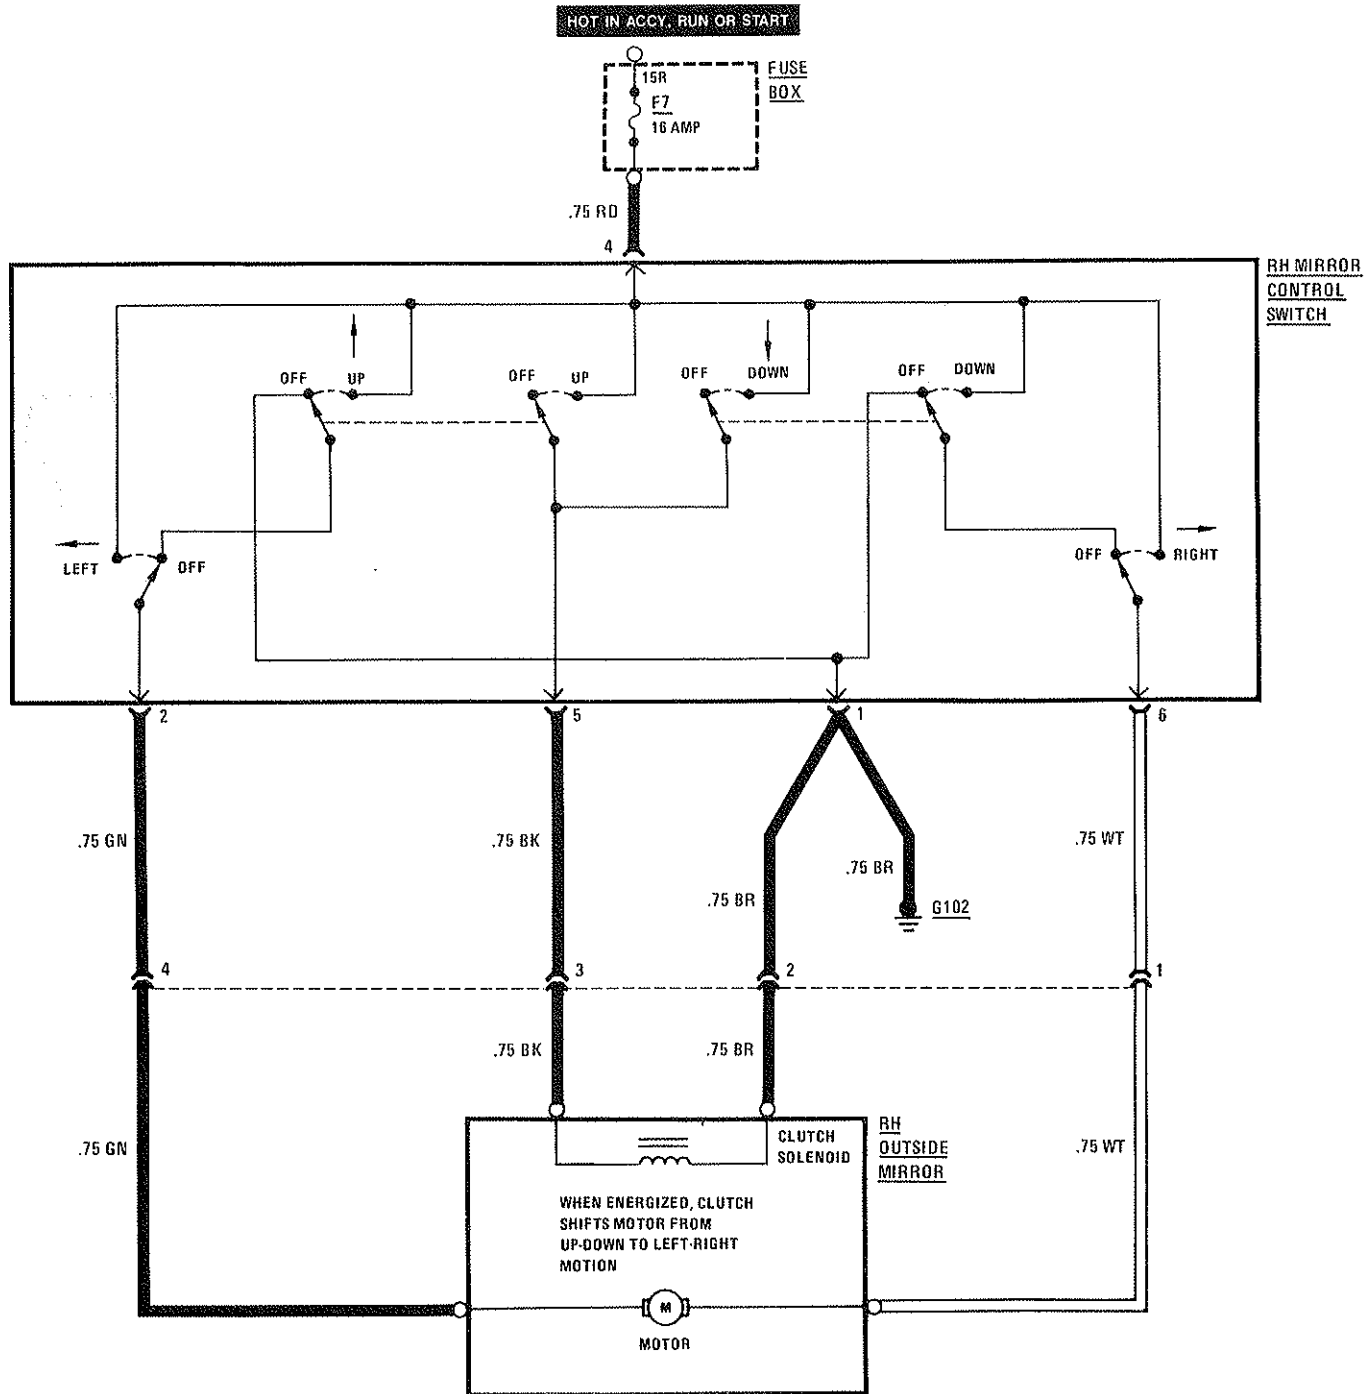 HOT IN ACCY, RUN OR START
FUSE
BOX
15R
F7
16 AMP
.75 RD
4
RH MIRROR
CONTROL
SWITCH
OFF
UP
OFF
UP
OFF
DOWN
OFF
DOWN
LEFT
OFF
OFF
RIGHT
2
5
1
6
.75 GN
.75 BK
.75 BR
.75 BR
.75 WT
G102
4
3
2
1
.75 BK
.75 BR
.75 GN
CLUTCH
SOLENOID
RH
OUTSIDE
MIRROR
.75 WT
WHEN ENERGIZED, CLUTCH
SHIFTS MOTOR FROM
UP-DOWN TO LEFT-RIGHT
MOTION
M
MOTOR